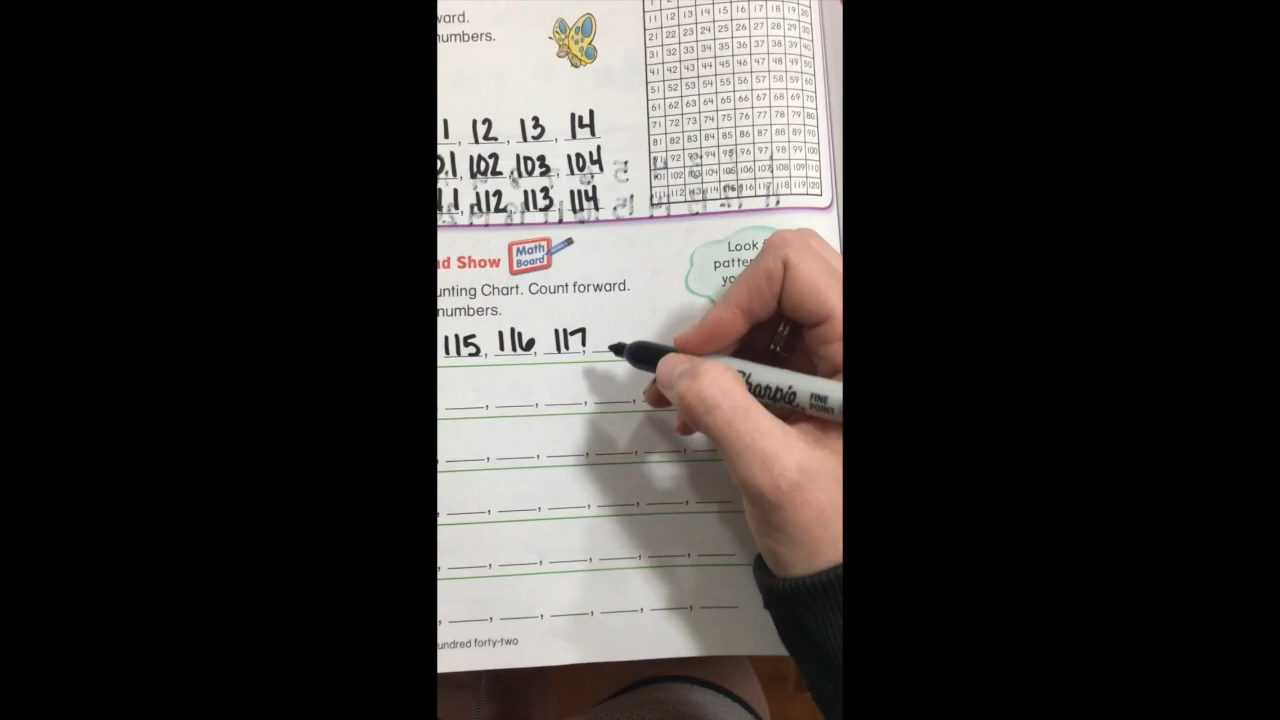 ward.
numbers.
11 12 13 14 15 16 17 18 19 20
21 22 23 24 25 26 27 28 29 30
31 32 33 34 35 36 37 38 39 40
41 42 43 44 45 46 47 48 49 50
51 52 53 54 55 56 57 58 59 60
61 62 63 64 65 66 67 68 69 70
71 72 73 74 75 76 77 78 79 80
81 82 83 84 85 86 87 88 89 90
91 92 93 94 95 96 97 98 99 100
101 102 103 104 105 106 107 108 109 110
111 112 113 114 115 116 117 118 119 120
1, 12, 13, 14
01, 102, 103, 104
11, 112, 113, 114
nd Show
Math
Board
Look
patte
yo
unting Chart. Count forward.
numbers.
115, 116, 117,
Sharpie
FINE
POINT
undred forty-two